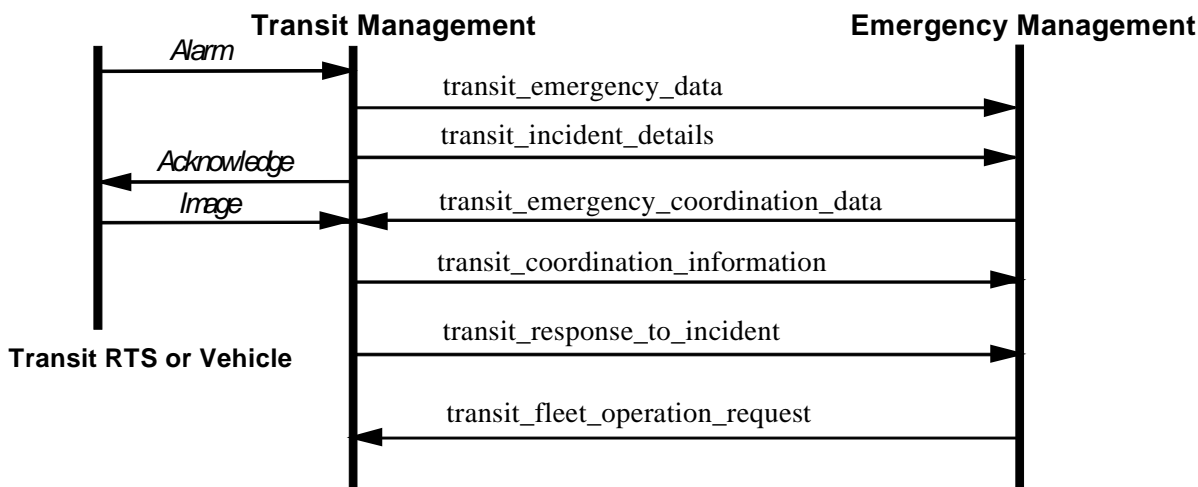 Transit Management
Emergency Management
Alarm
transit_emergency_data
transit_incident_details
Acknowledge
Image
transit_emergency_coordination_data
transit_coordination_information
transit_response_to_incident
Transit RTS or Vehicle
transit_fleet_operation_request